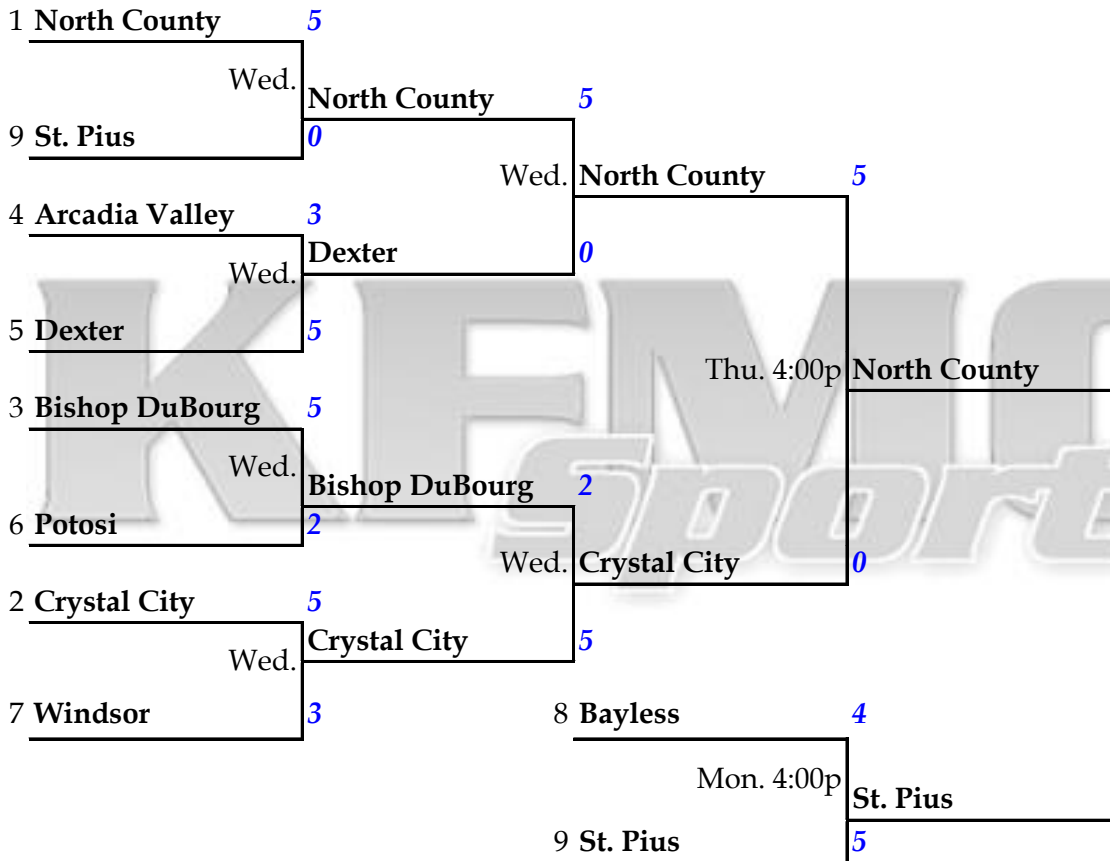 1 North County 5
Wed.
North County 5
9 St. Pius 0
Wed. North County 5
4 Arcadia Valley 3
Dexter 0
Wed.
5 Dexter 5
Thu. 4:00p North County
3 Bishop DuBourg 5
Wed.
Bishop DuBourg 2
6 Potosi 2
Wed. Crystal City 0
2 Crystal City 5
Crystal City 5
Wed.
7 Windsor 3
8 Bayless 4
Mon. 4:00p
St. Pius
9 St. Pius 5